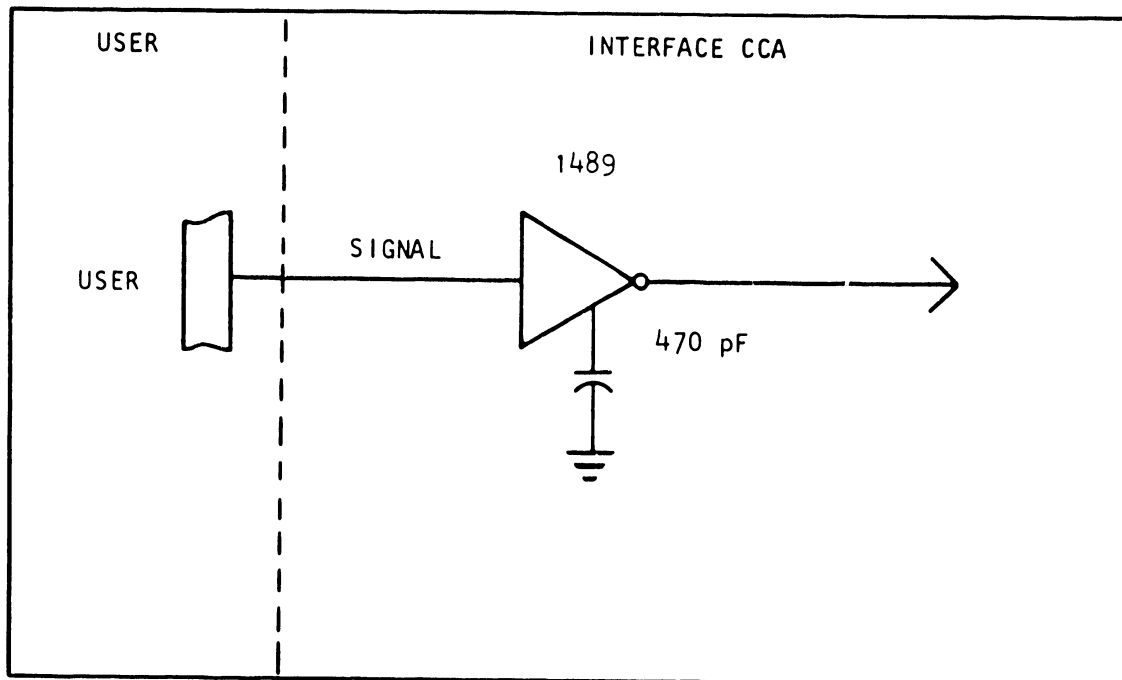 USER
INTERFACE CCA
1489
SIGNAL
USER
470 pF